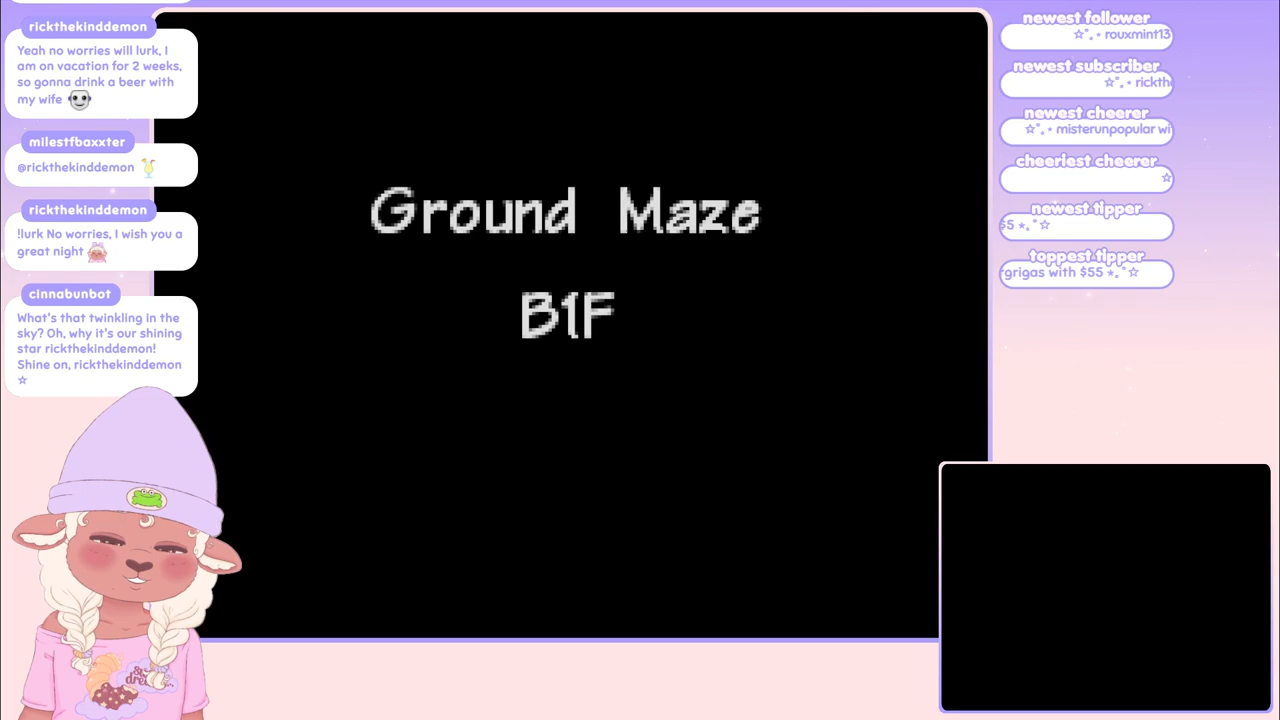 rickthekinddemon
Yeah no worries will lurk, I
am on vacation for 2 weeks,
so gonna drink a beer with
my wife
milestfbaxxter
@rickthekinddemon
rickthekinddemon
!lurk No worries, I wish you a
great night
cinnabunbot
What's that twinkling in the
sky? Oh, why it's our shining
star rickthekinddemon!
Shine on, rickthekinddemon
☆
Ground Maze
B1F
newest follower
☆*｡• rouxmint13
newest subscriber
☆*｡• rickthe
newest cheerer
☆*｡• misterunpopular wi
cheeriest cheerer
☆
newest tipper
$5 ⋆｡˚☆
toppest tipper
rgrigas with $55 ⋆｡˚☆